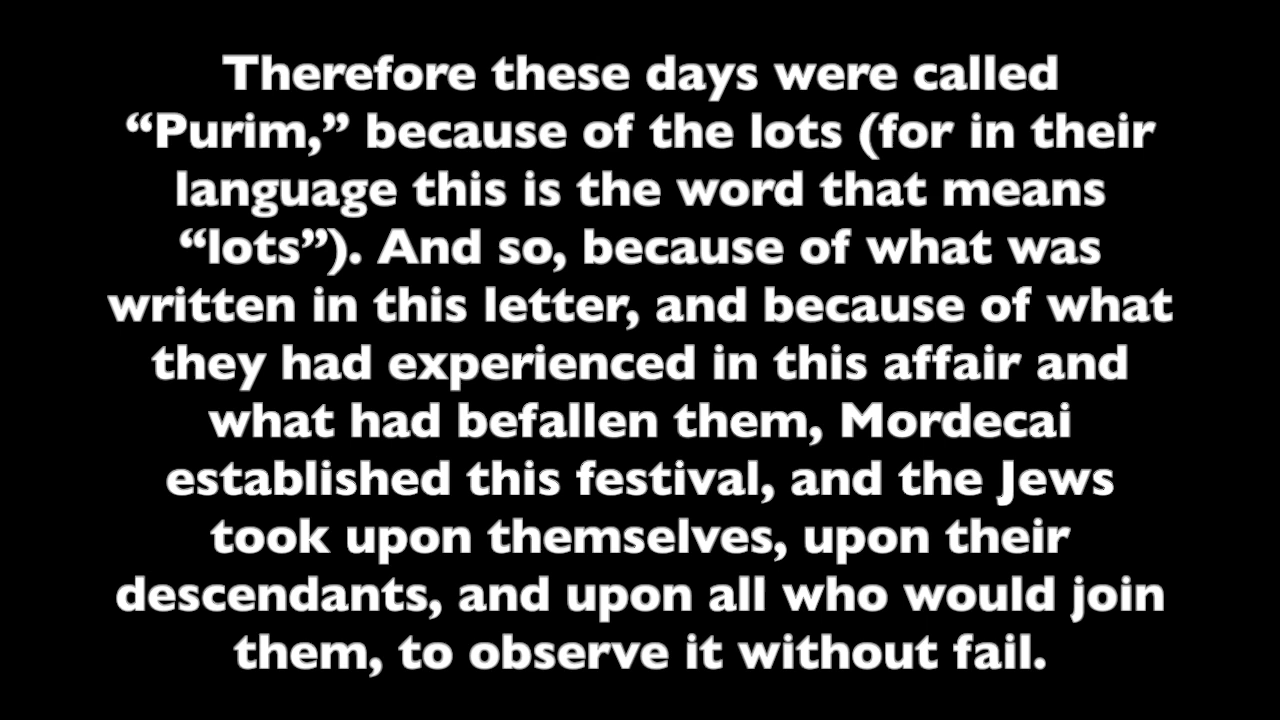 Therefore these days were called
“Purim,” because of the lots (for in their
language this is the word that means
“lots”). And so, because of what was
written in this letter, and because of what
they had experienced in this affair and
what had befallen them, Mordecai
established this festival, and the Jews
took upon themselves, upon their
descendants, and upon all who would join
them, to observe it without fail.